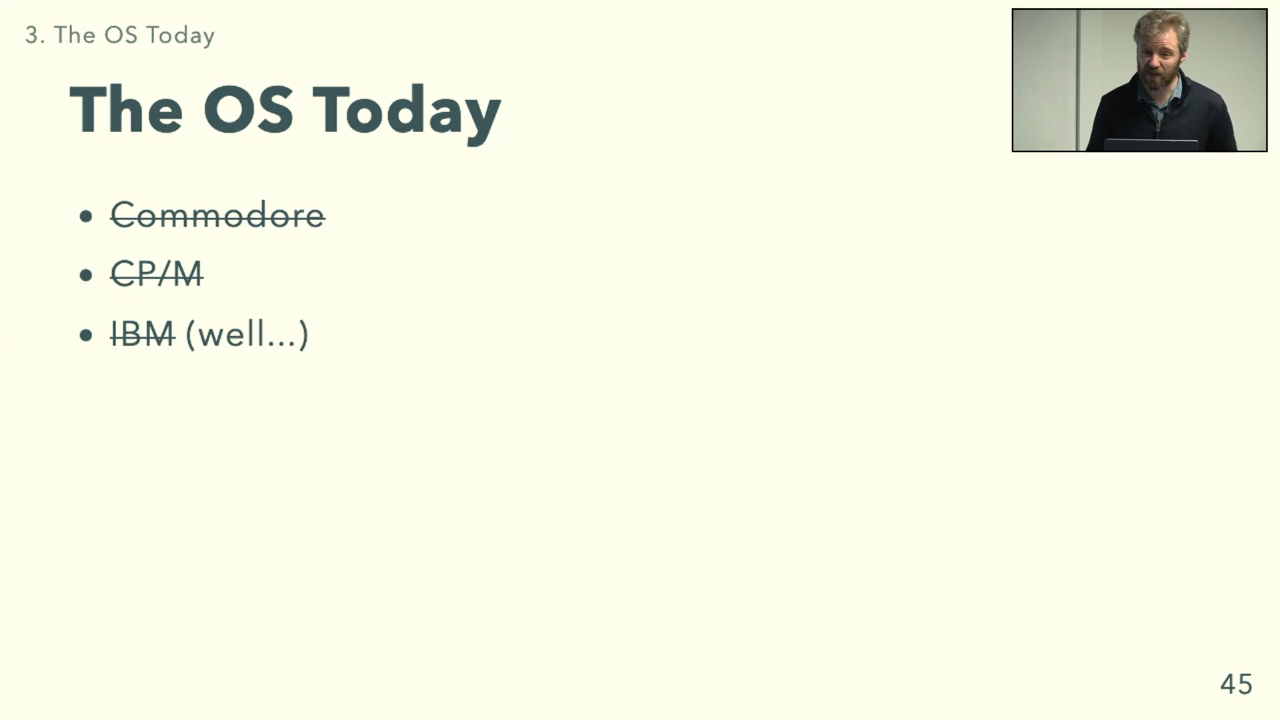 3. The OS Today
The OS Today
• Commodore
• CP/M
• IBM (well...)
45